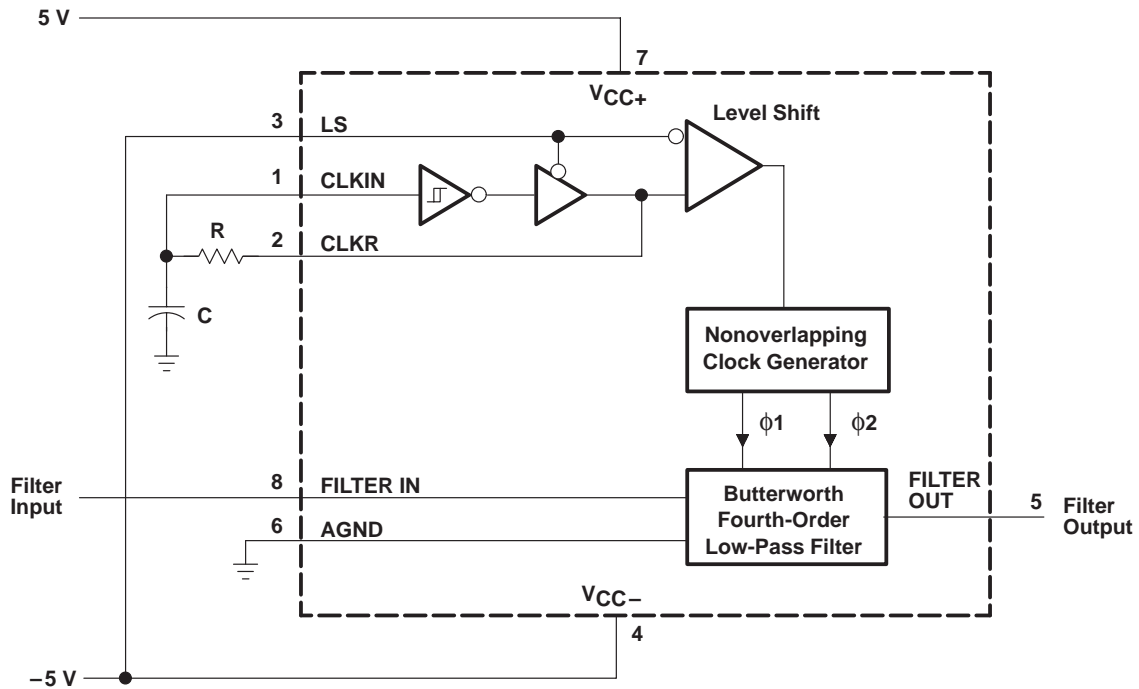 5 V
7
VCC+
3
LS
Level Shift
1
CLKIN
R
2
CLKR
C
Nonoverlapping
Clock Generator
ϕ1
ϕ2
Filter
Input
8
FILTER IN
6
AGND
Butterworth
Fourth-Order
Low-Pass Filter
FILTER
OUT
5
Filter
Output
VCC−
4
−5 V